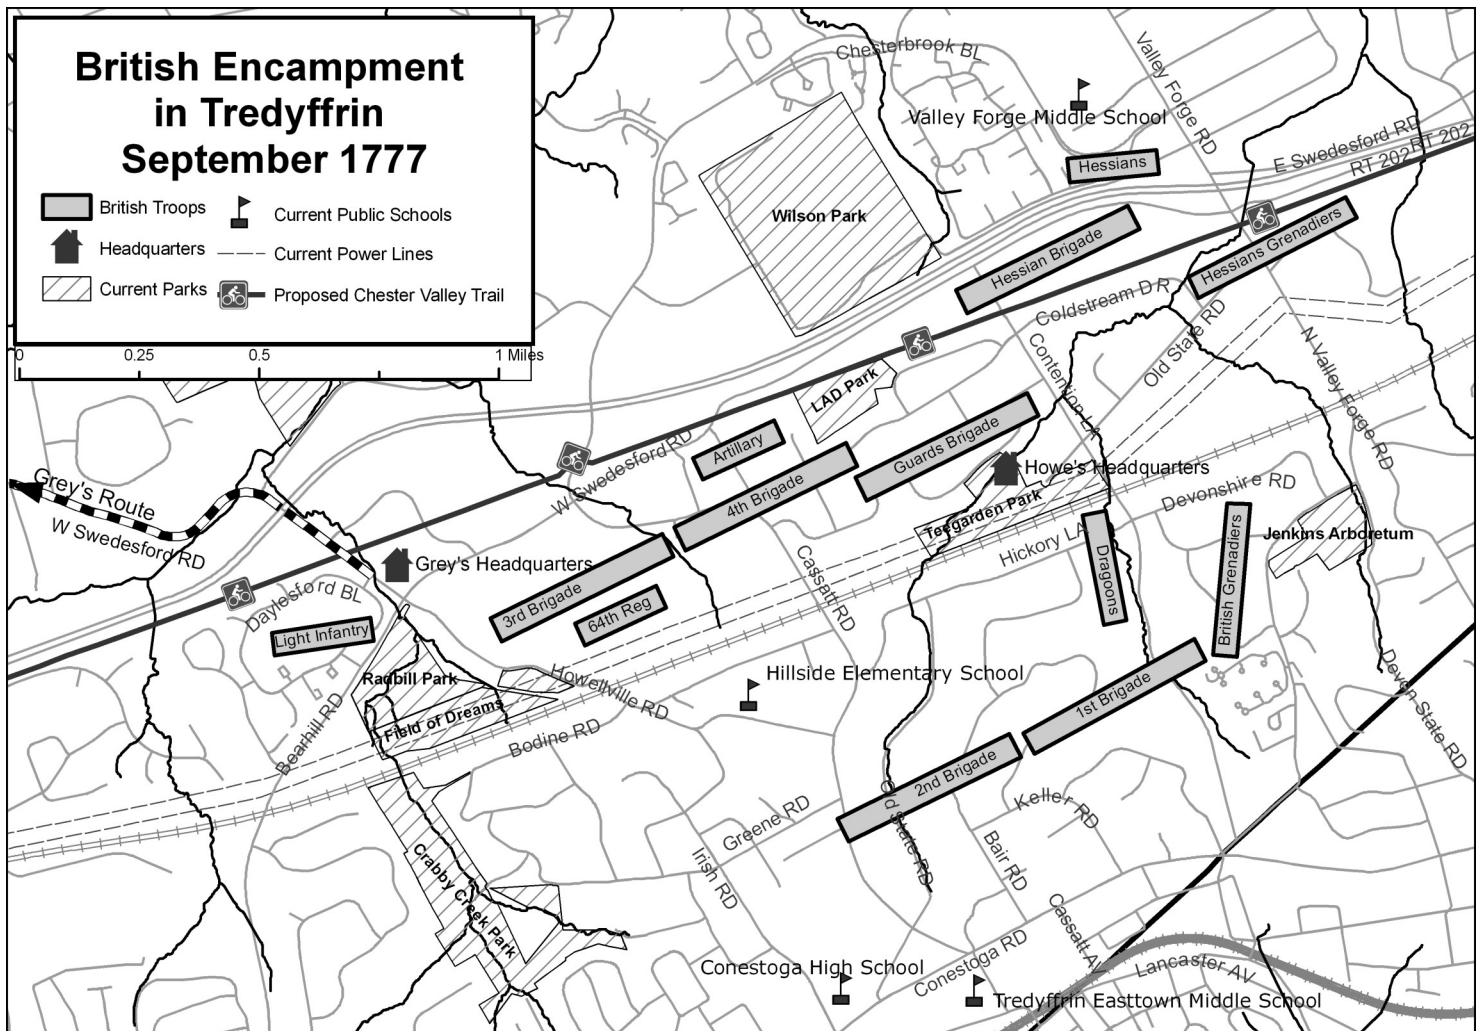 British Encampment
in Tredyffrin
September 1777
British Troops
Current Public Schools
Headquarters
Current Power Lines
Current Parks
Proposed Chester Valley Trail
0
0.25
0.5
1 Miles
Chesterbrook BL
Valley Forge RD
Valley Forge Middle School
E Swedesford RD
RT 202
RT 202
Hessians
Wilson Park
Hessian Brigade
Hessians Grenadiers
Coldstream DR
Old State RD
Contention LA
N Valley Forge RD
LAD Park
W Swedesford RD
Artillary
Guards Brigade
4th Brigade
Howe's Headquarters
Teegarden Park
Devonshire RD
Hickory LA
Jenkins Arboretum
Dragoons
British Grenadiers
Grey's Route
W Swedesford RD
Grey's Headquarters
Daylesford BL
Light Infantry
3rd Brigade
64th Reg
Cassatt RD
Radbill Park
Field of Dreams
Howellville RD
Bodine RD
Bearhill RD
Hillside Elementary School
1st Brigade
2nd Brigade
Devon State RD
Old State RD
Keller RD
Greene RD
Bair RD
Irish RD
Crabby Creek Park
Cassatt AV
Conestoga RD
Lancaster AV
Conestoga High School
Tredyffrin Easttown Middle School